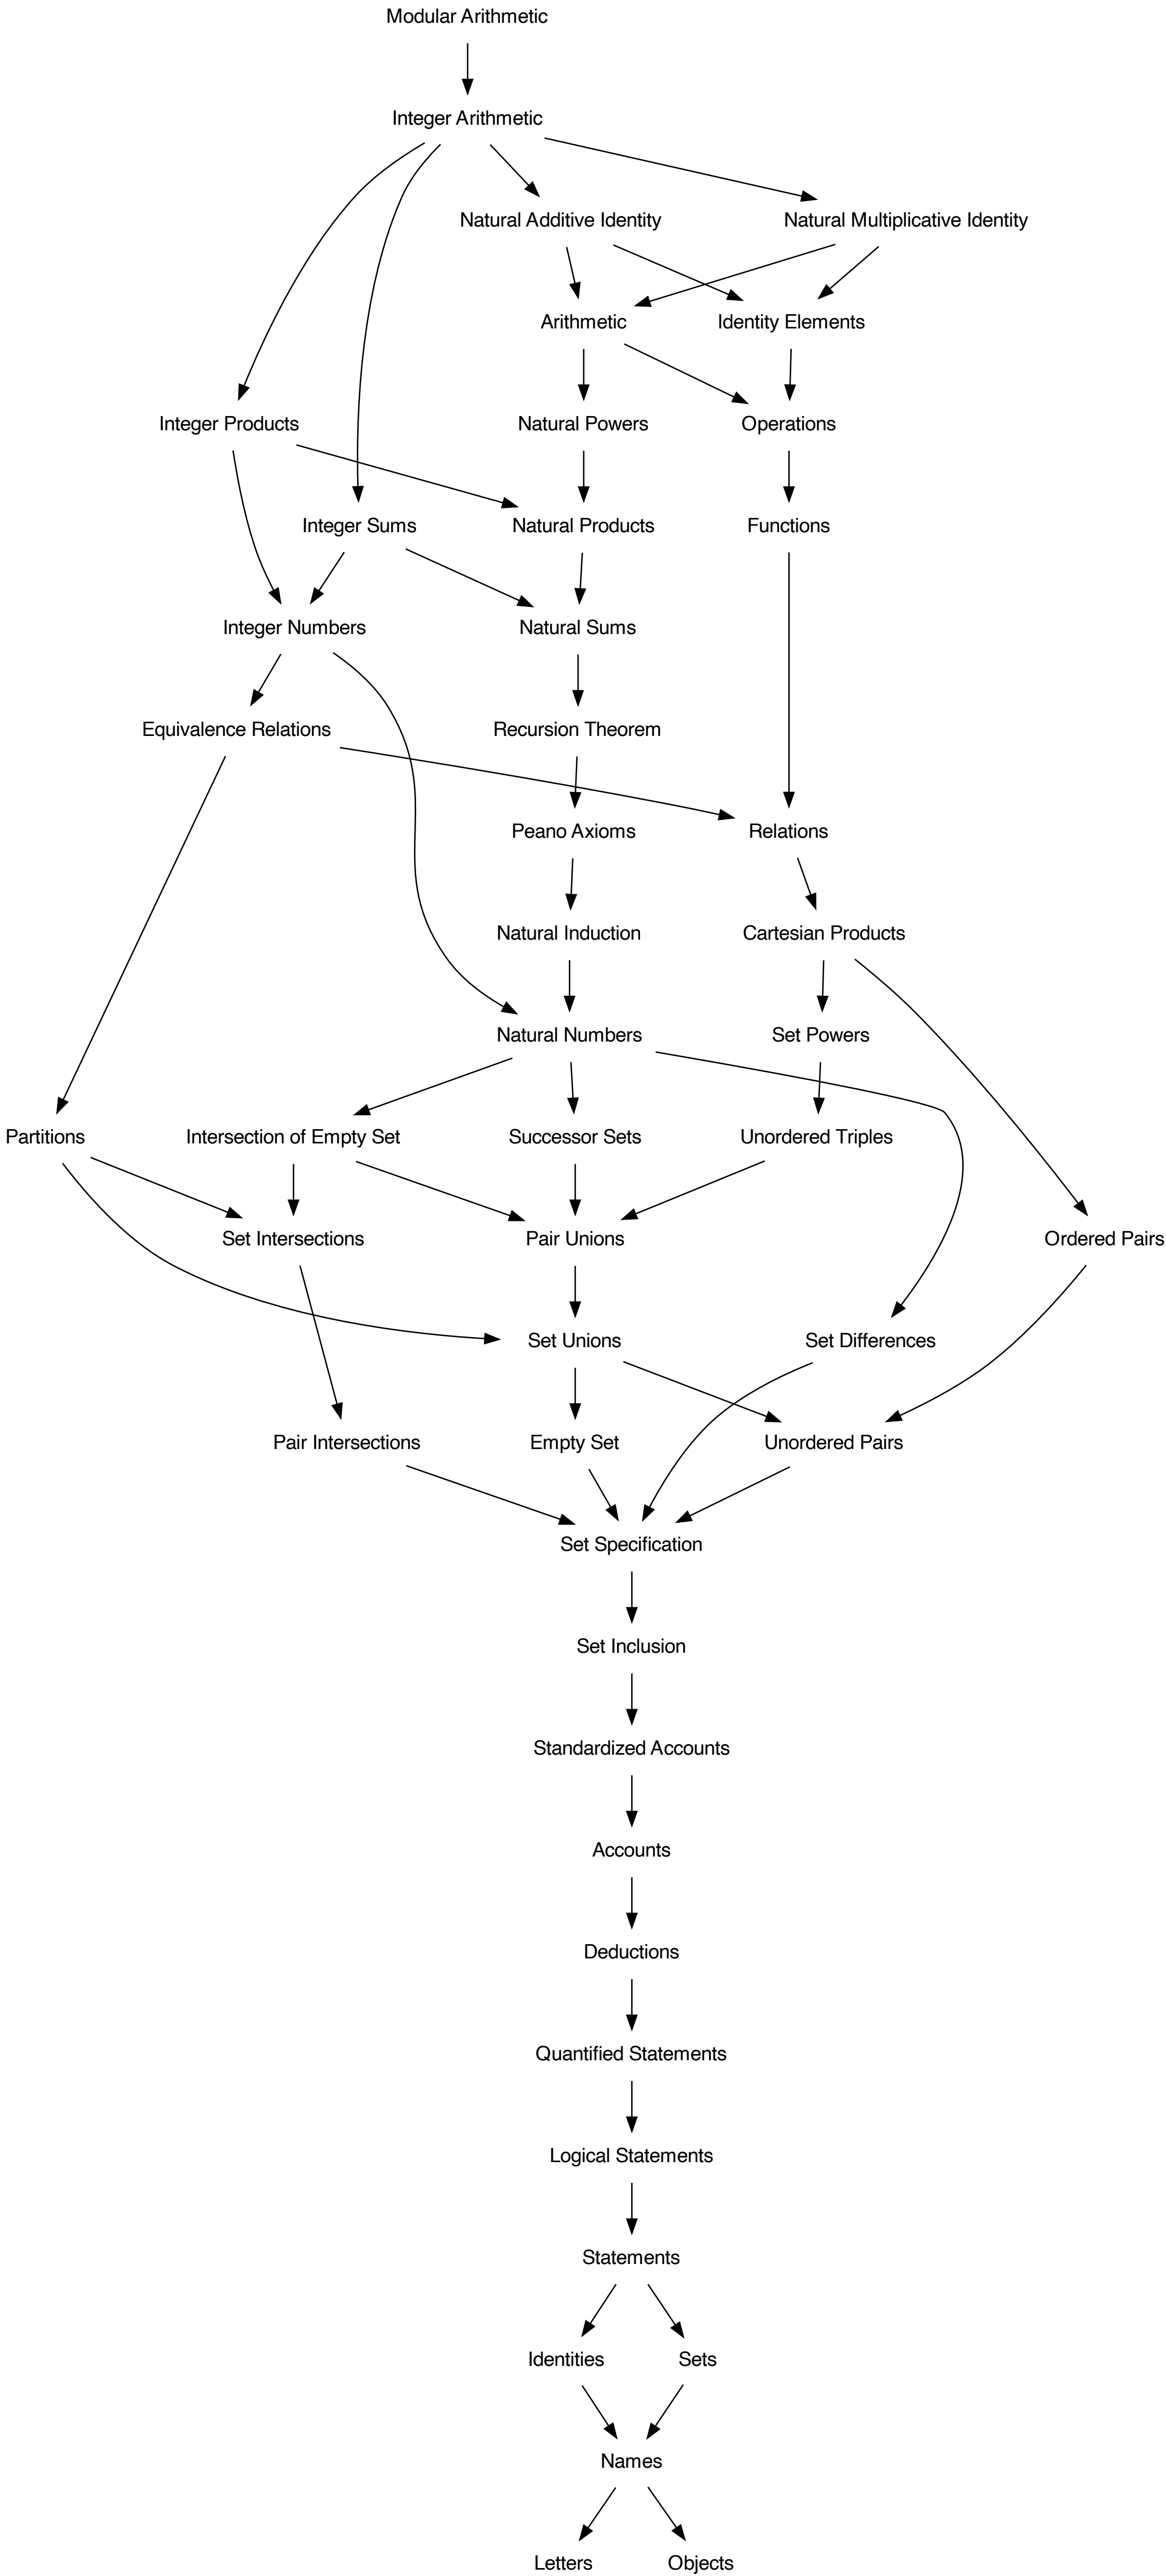 Modular Arithmetic
Integer Arithmetic
Natural Additive Identity
Natural Multiplicative Identity
Arithmetic
Identity Elements
Integer Products
Natural Powers
Operations
Integer Sums
Natural Products
Functions
Integer Numbers
Natural Sums
Equivalence Relations
Recursion Theorem
Peano Axioms
Relations
Natural Induction
Cartesian Products
Natural Numbers
Set Powers
Partitions
Intersection of Empty Set
Successor Sets
Unordered Triples
Set Intersections
Pair Unions
Ordered Pairs
Set Unions
Set Differences
Pair Intersections
Empty Set
Unordered Pairs
Set Specification
Set Inclusion
Standardized Accounts
Accounts
Deductions
Quantified Statements
Logical Statements
Statements
Identities
Sets
Names
Letters
Objects